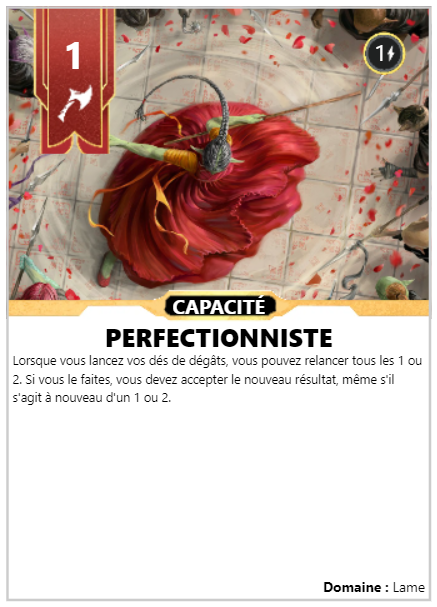 1
1
CAPACITÉ
PERFECTIONNISTE
Lorsque vous lancez vos dés de dégâts, vous pouvez relancer tous les 1 ou
2. Si vous le faites, vous devez accepter le nouveau résultat, même s'il
s'agit à nouveau d'un 1 ou 2.
Domaine : Lame